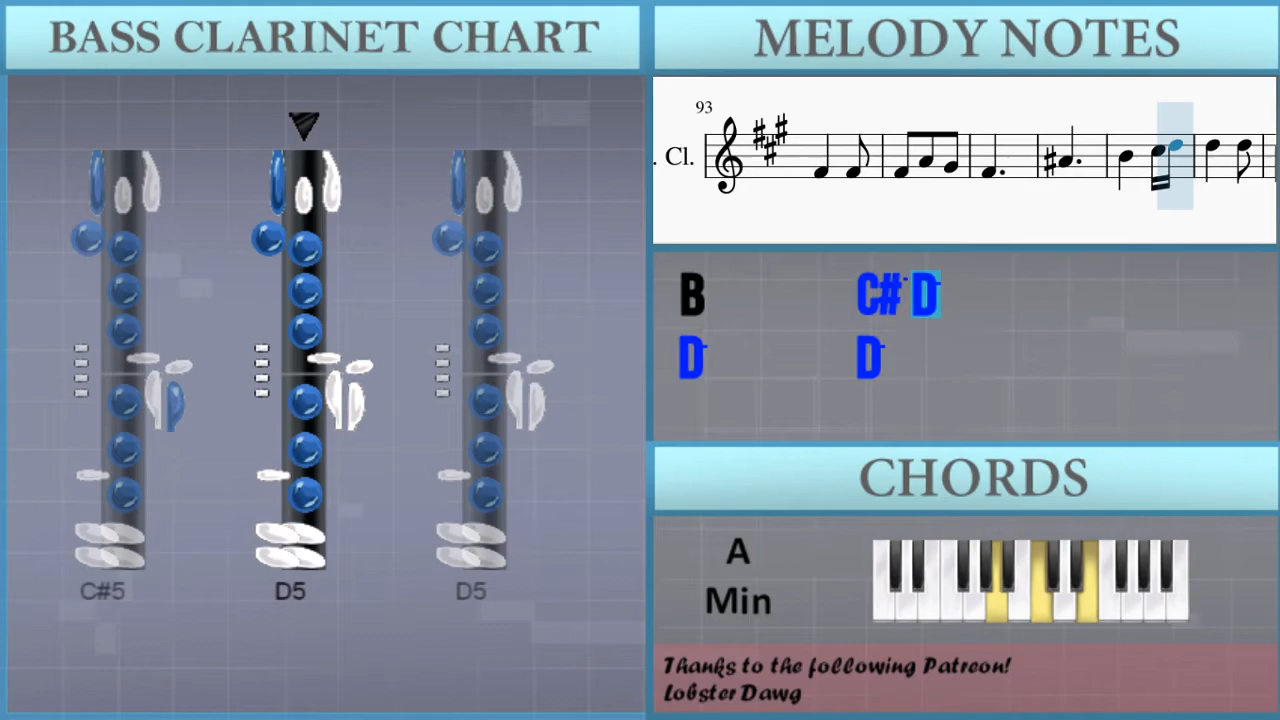 BASS CLARINET CHART
C#5 D5 D5
MELODY NOTES
93
. Cl.
B C# D
D D
CHORDS
A
Min
Thanks to the following Patreon!
Lobster Dawg